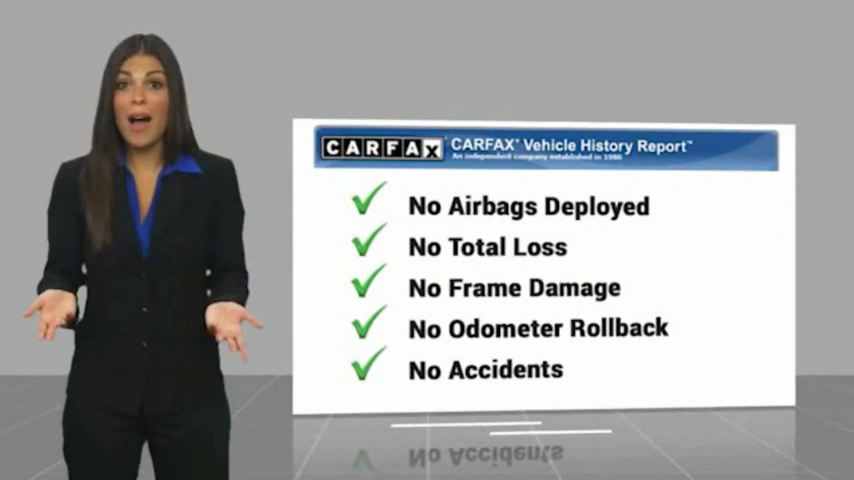 CARFAX
CARFAX® Vehicle History Report™
An independent company established in 1986
No Airbags Deployed
No Total Loss
No Frame Damage
No Odometer Rollback
No Accidents
No Accidents